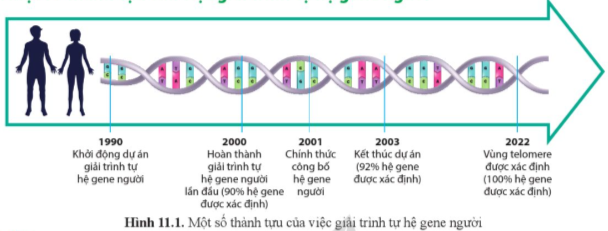 1990
Khởi động dự án
giải trình tự
hệ gene người
2000
Hoàn thành
giải trình tự
hệ gene người
lần đầu (90% hệ gene
được xác định)
2001
Chính thức
công bố
hệ gene
người
2003
Kết thúc dự án
(92% hệ gene
được xác định)
2022
Vùng telomere
được xác định
(100% hệ gene
được xác định)
Hình 11.1. Một số thành tựu của việc giải trình tự hệ gene người